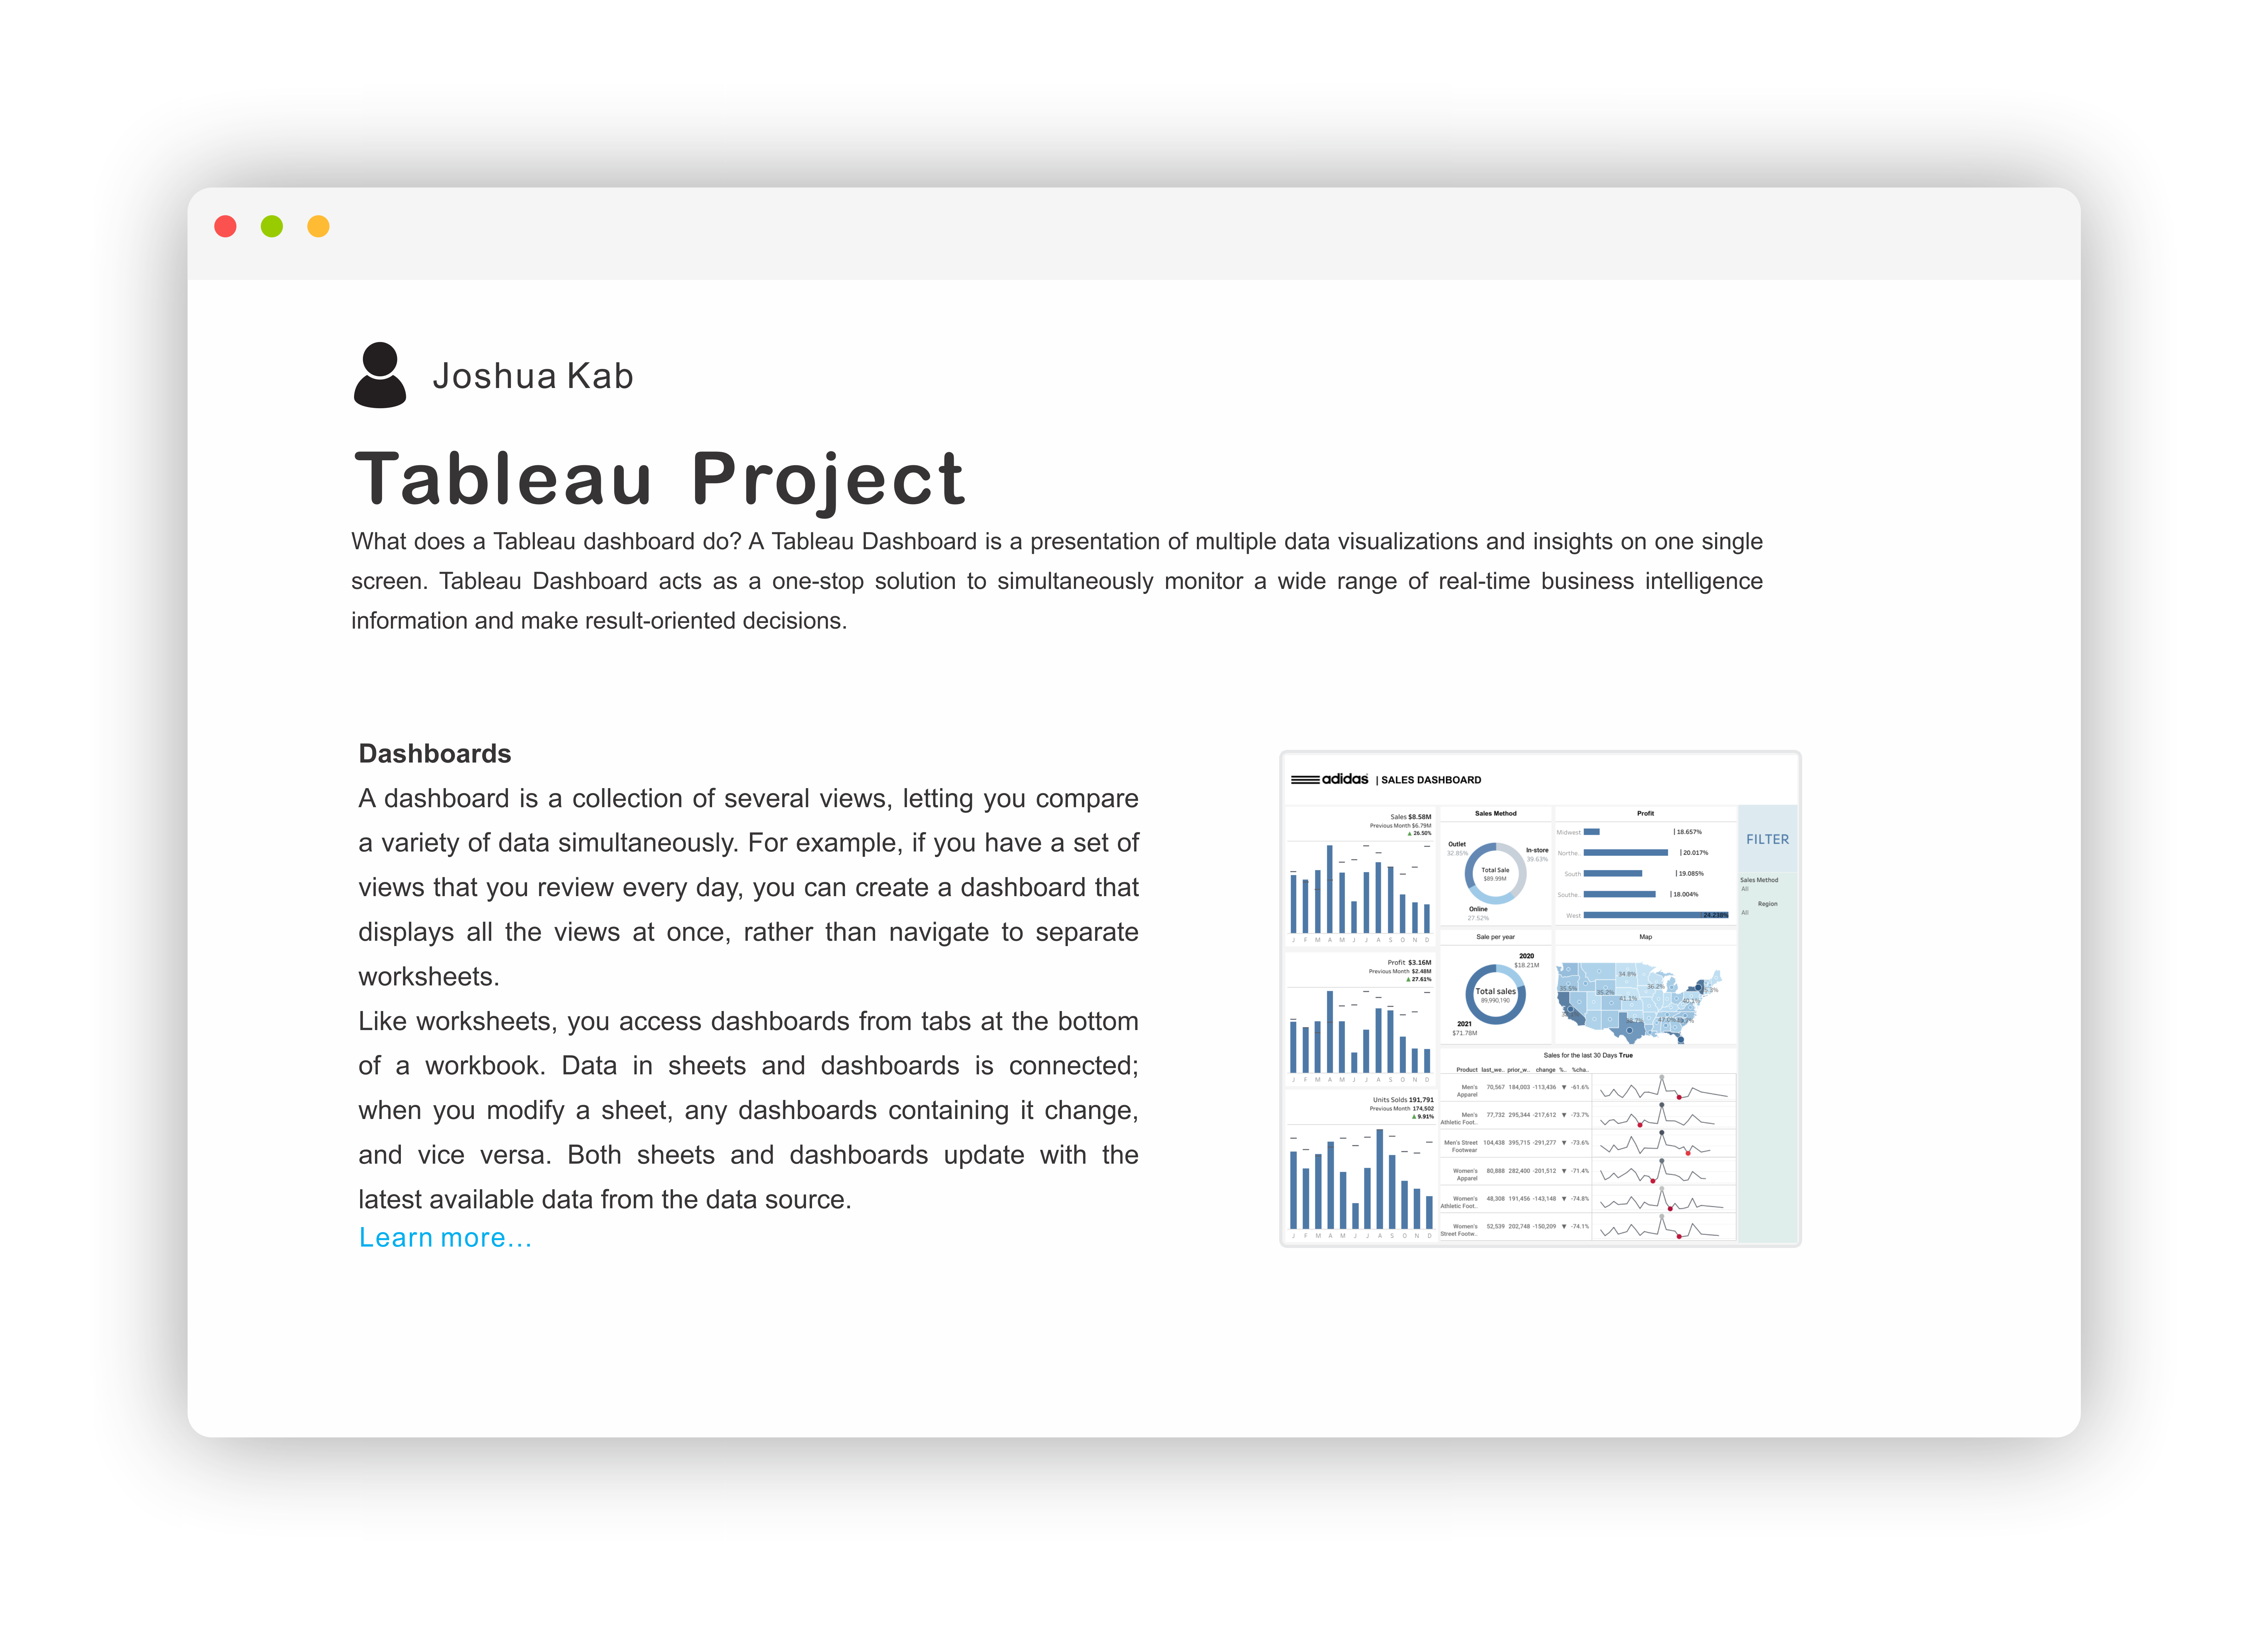 Joshua Kab
Tableau Project
What does a Tableau dashboard do? A Tableau Dashboard is a presentation of multiple data visualizations and insights on one single
screen. Tableau Dashboard acts as a one-stop solution to simultaneously monitor a wide range of real-time business intelligence
information and make result-oriented decisions.
Dashboards
A dashboard is a collection of several views, letting you compare
a variety of data simultaneously. For example, if you have a set of
views that you review every day, you can create a dashboard that
displays all the views at once, rather than navigate to separate
worksheets.
Like worksheets, you access dashboards from tabs at the bottom
of a workbook. Data in sheets and dashboards is connected;
when you modify a sheet, any dashboards containing it change,
and vice versa. Both sheets and dashboards update with the
latest available data from the data source.
Learn more...
adidas | SALES DASHBOARD
Sales $8.58M
Previous Month $6.79M
▲ 26.50%
J F M A M J J A S O N D
Profit $3.16M
Previous Month $2.48M
▲ 27.61%
J F M A M J J A S O N D
Units Solds 191,791
Previous Month 174,502
▲ 9.91%
J F M A M J J A S O N D
Sales Method
Outlet
32.85%
In-store
39.63%
Total Sale
$89.99M
Online
27.52%
Profit
Midwest 18.657%
Northe.. 20.017%
South 19.085%
Southe.. 18.004%
West 24.238%
Sale per year
2020
$18.21M
Total sales
89,990,190
2021
$71.78M
Map
34.8%
35.5%
35.2%
36.2%
41.1%
40.1%
Sales for the last 30 Days True
Product last_we.. prior_w.. change %.. %cha..
Men's Apparel 70,567 184,003 -113,436 ▼ -61.6%
Men's Athletic Foot.. 77,732 295,344 -217,612 ▼ -73.7%
Men's Street Footwear 104,438 395,715 -291,277 ▼ -73.6%
Women's Apparel 80,888 282,400 -201,512 ▼ -71.4%
Women's Athletic Foot.. 48,308 191,456 -143,148 ▼ -74.8%
Women's Street Footw.. 52,539 202,748 -150,209 ▼ -74.1%
FILTER
Sales Method
All
Region
All